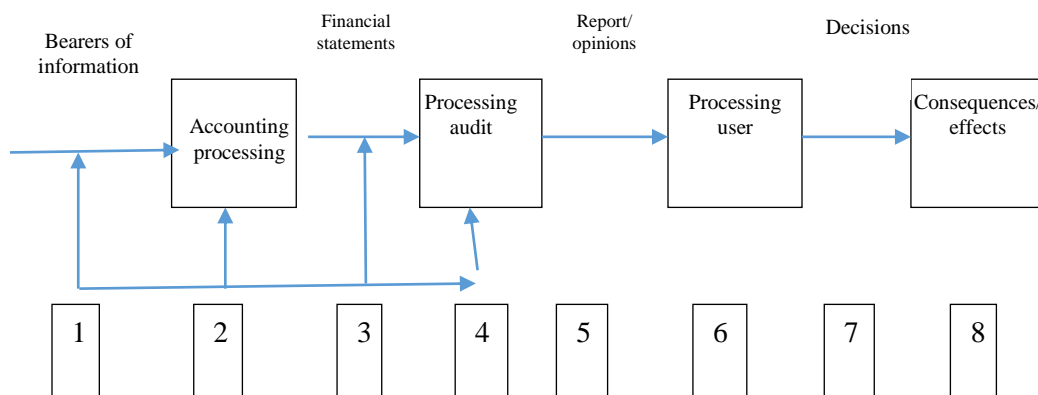 Bearers of
information
Financial
statements
Report/
opinions
Decisions
Accounting
processing
Processing
audit
Processing
user
Consequences/
effects
1
2
3
4
5
6
7
8